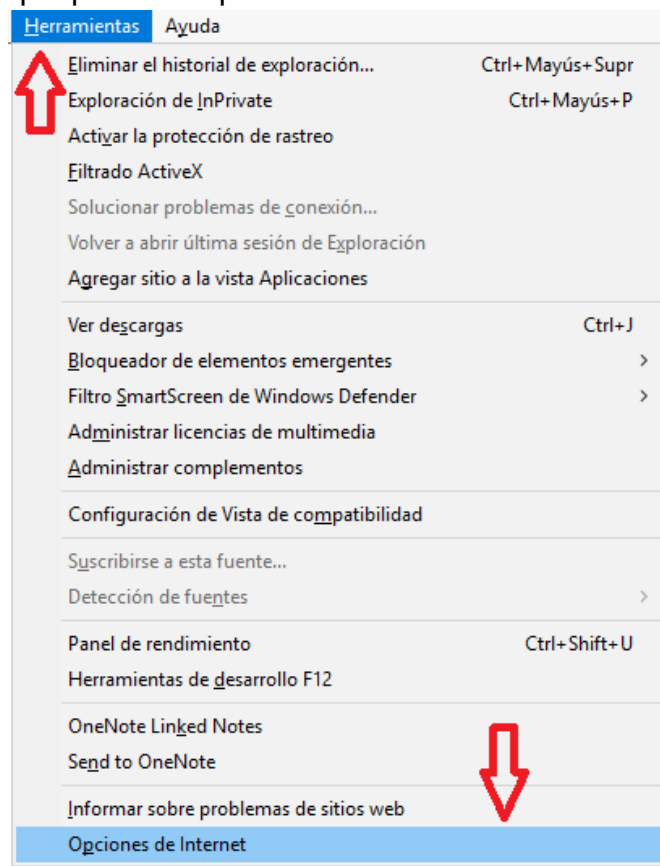 Herramientas Ayuda
Eliminar el historial de exploración... Ctrl+Mayús+Supr
Exploración de InPrivate Ctrl+Mayús+P
Activar la protección de rastreo
Filtrado ActiveX
Solucionar problemas de conexión...
Volver a abrir última sesión de Exploración
Agregar sitio a la vista Aplicaciones
Ver descargas Ctrl+J
Bloqueador de elementos emergentes >
Filtro SmartScreen de Windows Defender >
Administrar licencias de multimedia
Administrar complementos
Configuración de Vista de compatibilidad
Suscribirse a esta fuente...
Detección de fuentes >
Panel de rendimiento Ctrl+Shift+U
Herramientas de desarrollo F12
OneNote Linked Notes
Send to OneNote
Informar sobre problemas de sitios web
Opciones de Internet